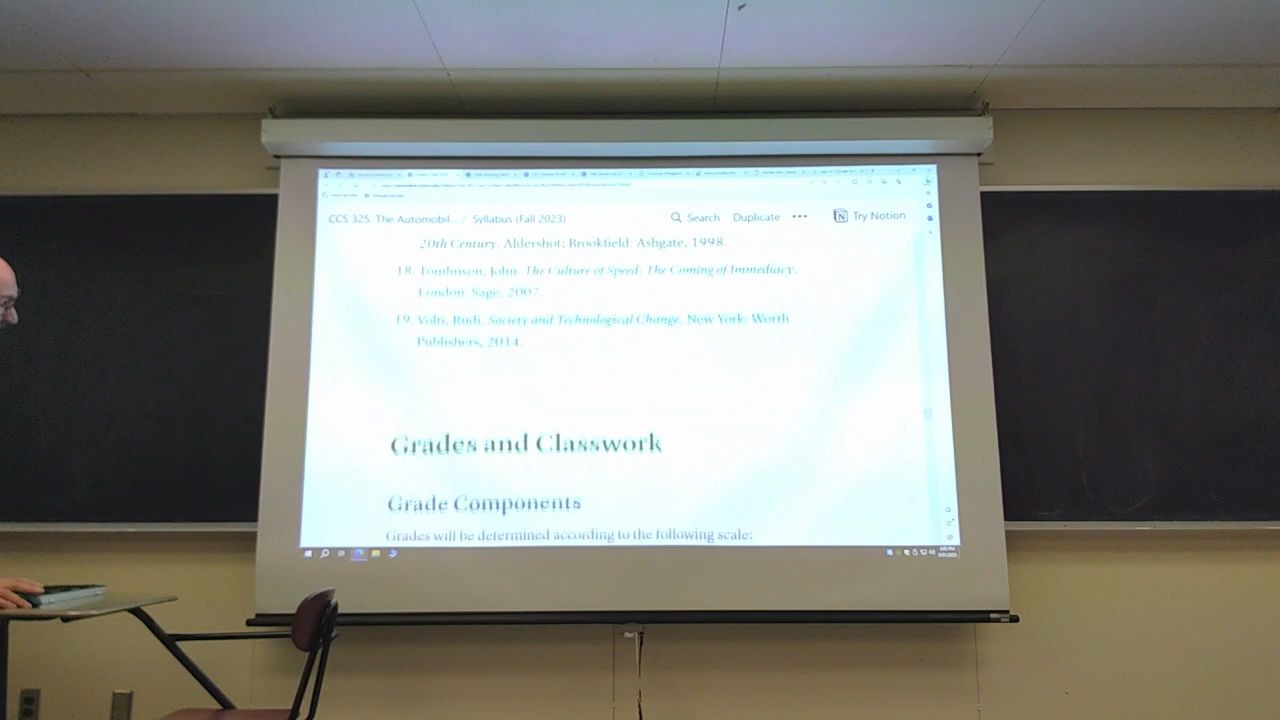 CCS 325. The Automobil... / Syllabus (Fall 2023) Search Duplicate ••• Try Notion
20th Century. Aldershot; Brookfield: Ashgate, 1998.
18. Tomlinson, John. The Culture of Speed: The Coming of Immediacy.
London: Sage, 2007.
19. Volti, Rudi. Society and Technological Change. New York: Worth
Publishers, 2014.
Grades and Classwork
Grade Components
Grades will be determined according to the following scale: